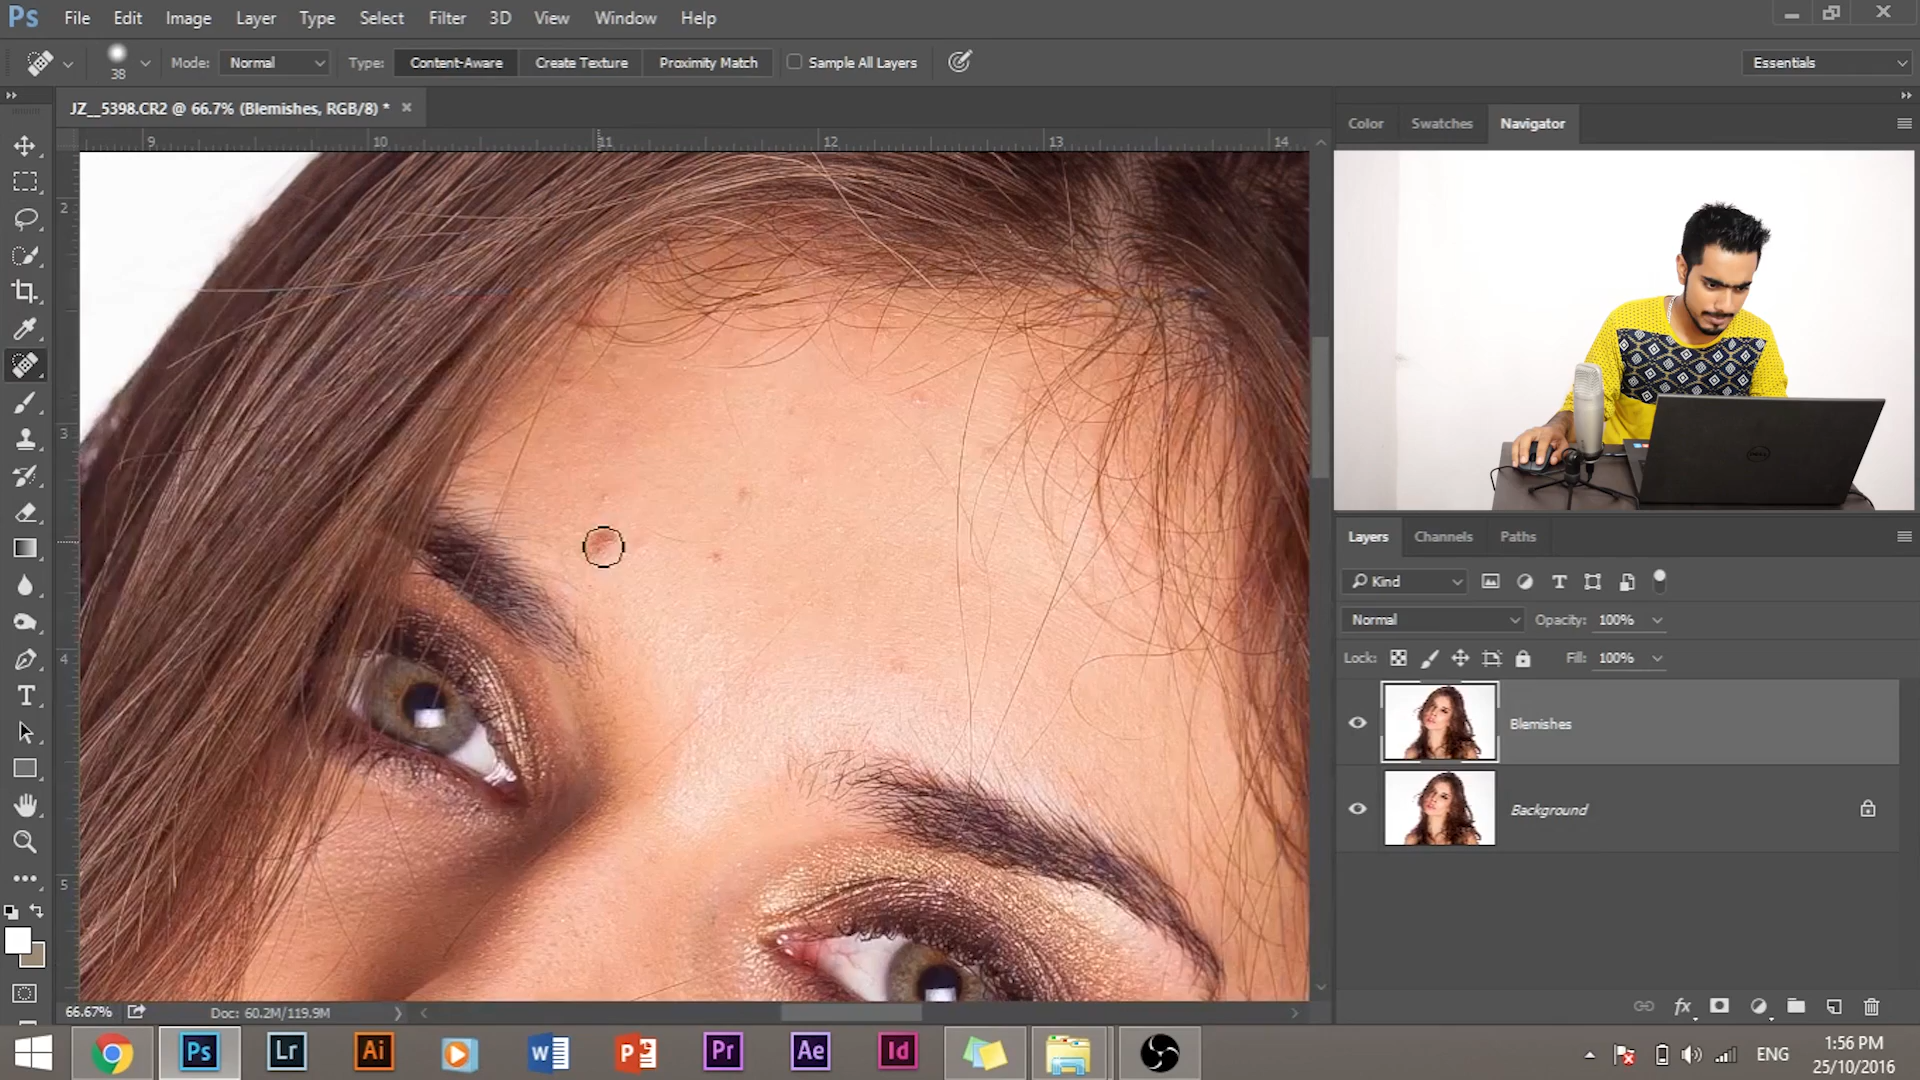 Ps File Edit Image Layer Type Select Filter 3D View Window Help
38 Mode: Normal Type: Content-Aware Create Texture Proximity Match Sample All Layers Essentials
JZ__5398.CR2 @ 66.7% (Blemishes, RGB/8) * ×
Color Swatches Navigator
9 10 11 12 13 14
2
3
4
5
Layers Channels Paths
Kind
Normal Opacity: 100%
Lock: Fill: 100%
Blemishes
Background
fx
66.67% Doc: 60.2M/119.9M
Ps Lr Ai Pr Ae Id
ENG
1:56 PM
25/10/2016